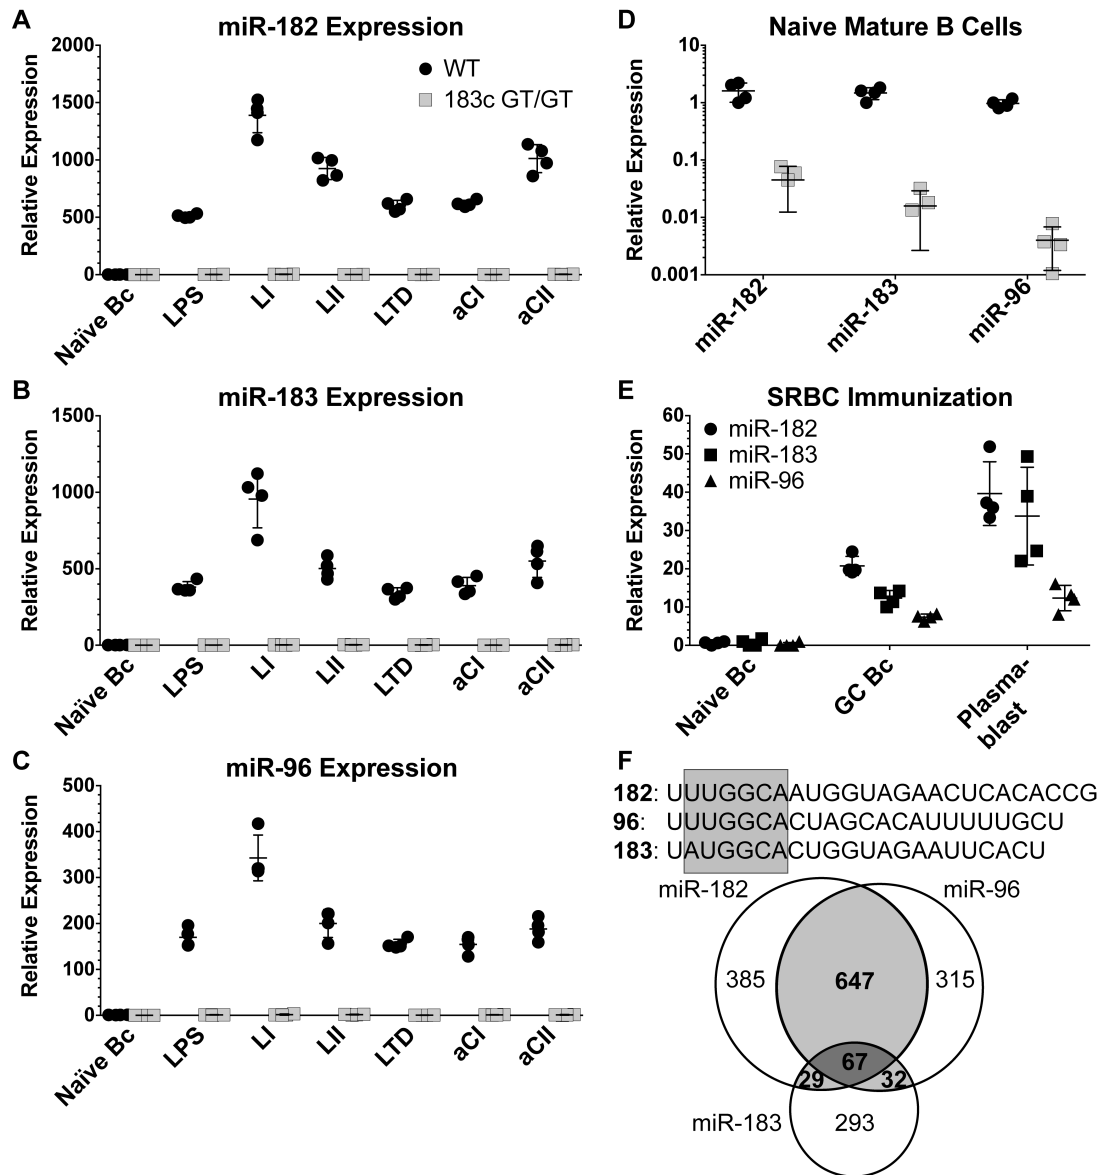 A
miR-182 Expression
Relative Expression
2000
1500
1000
500
0
WT
183c GT/GT
Naïve Bc
LPS
LI
LII
LTD
aCI
aCII
B
miR-183 Expression
Relative Expression
1500
1000
500
0
Naïve Bc
LPS
LI
LII
LTD
aCI
aCII
C
miR-96 Expression
Relative Expression
500
400
300
200
100
0
Naïve Bc
LPS
LI
LII
LTD
aCI
aCII
D
Naive Mature B Cells
Relative Expression
10
1
0.1
0.01
0.001
miR-182
miR-183
miR-96
E
SRBC Immunization
Relative Expression
60
50
40
30
20
10
0
miR-182
miR-183
miR-96
Naive Bc
GC Bc
Plasma-
blast
F
182: UUUGGCAAUGGUAGAACUCACACCG
96: UUUGGCACUAGCACAUUUUUGCU
183: UAUGGCACUGGUAGAAUUCACU
miR-182
miR-96
385
647
315
67
29
32
miR-183
293